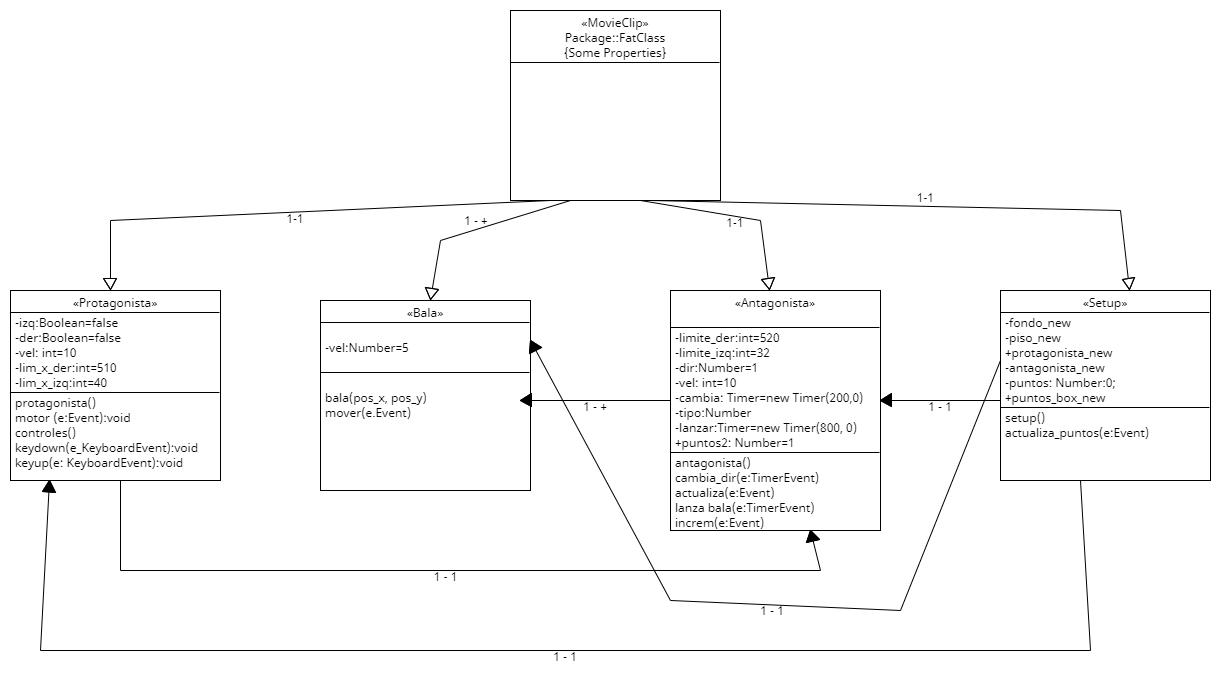 «MovieClip»
Package::FatClass
{Some Properties}
1-1
1 - +
1-1
1-1
«Protagonista»
-izq:Boolean=false
-der:Boolean=false
-vel: int=10
-lim_x_der:int=510
-lim_x_izq:int=40
protagonista()
motor (e:Event):void
controles()
keydown(e_KeyboardEvent):void
keyup(e: KeyboardEvent):void
«Bala»
-vel:Number=5
bala(pos_x, pos_y)
mover(e.Event)
1 - +
«Antagonista»
-limite_der:int=520
-limite_izq:int=32
-dir:Number=1
-vel: int=10
-cambia: Timer=new Timer(200,0)
-tipo:Number
-lanzar:Timer=new Timer(800, 0)
+puntos2: Number=1
antagonista()
cambia_dir(e:TimerEvent)
actualiza(e:Event)
lanza bala(e:TimerEvent)
increm(e:Event)
1 - 1
«Setup»
-fondo_new
-piso_new
+protagonista_new
-antagonista_new
-puntos: Number:0;
+puntos_box_new
setup()
actualiza_puntos(e:Event)
1 - 1
1 - 1
1 - 1